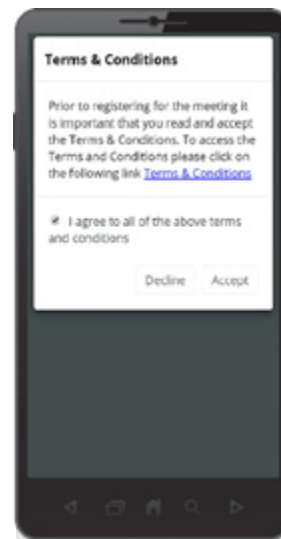 Terms & Conditions
Prior to registering for the meeting it
is important that you read and accept
the Terms & Conditions. To access the
Terms and Conditions please click on
the following link Terms & Conditions
I agree to all of the above terms
and conditions
Decline Accept